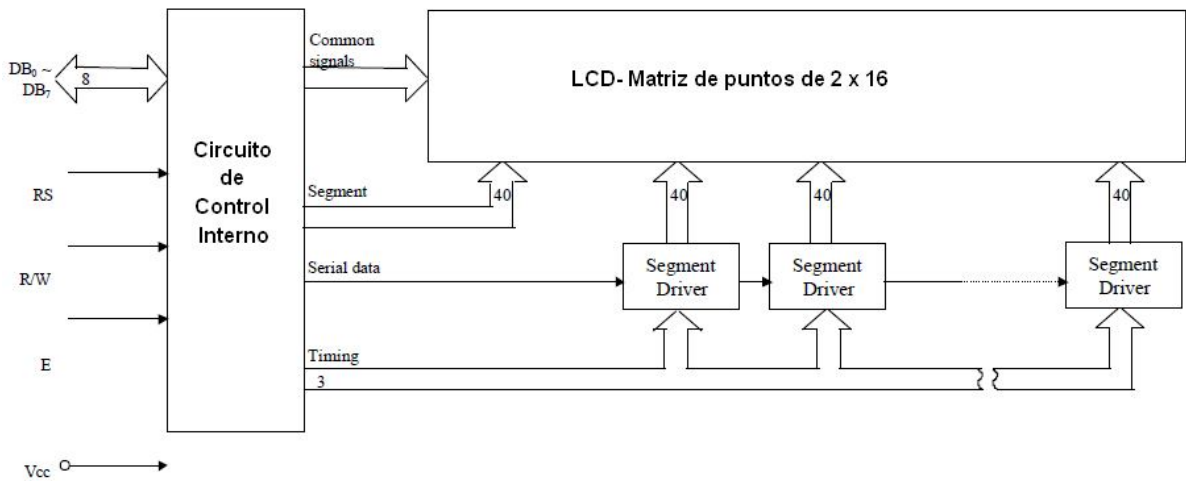 DB₀ ~
DB₇
8
RS
R/W
E
Vcc
Circuito
de
Control
Interno
Common
signals
LCD- Matriz de puntos de 2 x 16
Segment
40
40
40
40
Serial data
Segment
Driver
Segment
Driver
Segment
Driver
Timing
3